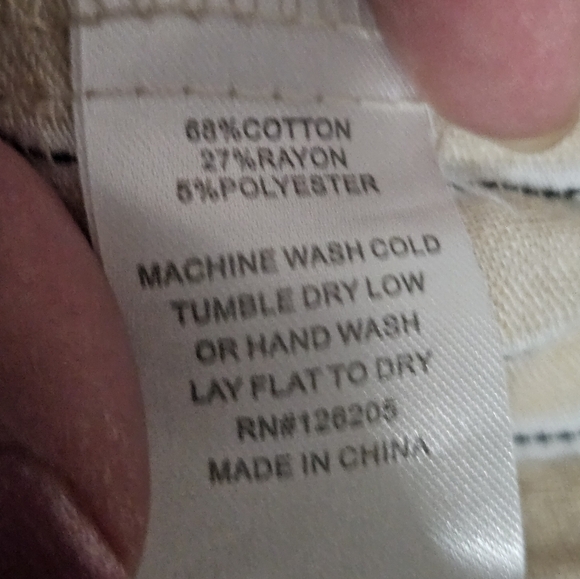 68%COTTON
27%RAYON
5%POLYESTER
MACHINE WASH COLD
TUMBLE DRY LOW
OR HAND WASH
LAY FLAT TO DRY
RN#126205
MADE IN CHINA